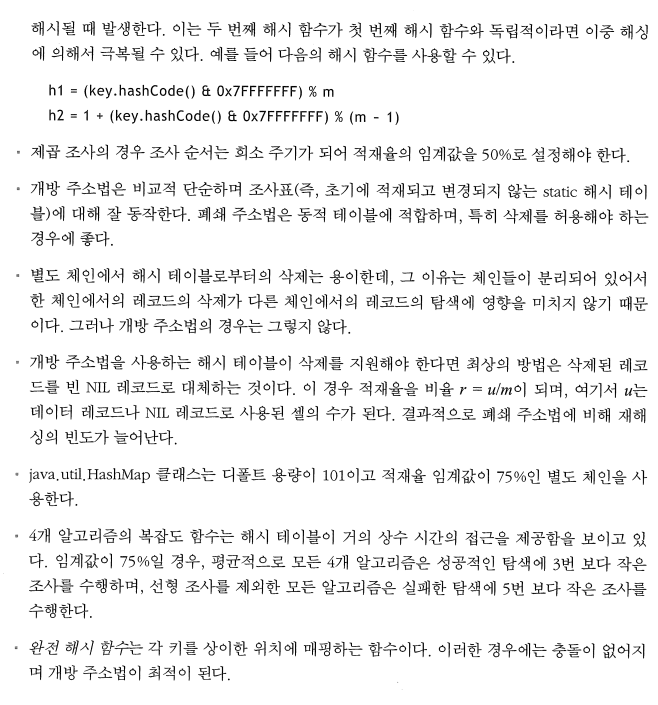 해시될 때 발생한다. 이는 두 번째 해시 함수가 첫 번째 해시 함수와 독립적이라면 이중 해싱
에 의해서 극복될 수 있다. 예를 들어 다음의 해시 함수를 사용할 수 있다.
h1 = (key.hashCode() & 0x7FFFFFFF) % m
h2 = 1 + (key.hashCode() & 0x7FFFFFFF) % (m - 1)
▪ 제곱 조사의 경우 조사 순서는 희소 주기가 되어 적재율의 임계값을 50%로 설정해야 한다.
▪ 개방 주소법은 비교적 단순하며 조사표(즉, 초기에 적재되고 변경되지 않는 static 해시 테이
블)에 대해 잘 동작한다. 폐쇄 주소법은 동적 테이블에 적합하며, 특히 삭제를 허용해야 하는
경우에 좋다.
▪ 별도 체인에서 해시 테이블로부터의 삭제는 용이한데, 그 이유는 체인들이 분리되어 있어서
한 체인에서의 레코드의 삭제가 다른 체인에서의 레코드의 탐색에 영향을 미치지 않기 때문
이다. 그러나 개방 주소법의 경우는 그렇지 않다.
▪ 개방 주소법을 사용하는 해시 테이블이 삭제를 지원해야 한다면 최상의 방법은 삭제된 레코
드를 빈 NIL 레코드로 대체하는 것이다. 이 경우 적재율을 비율 r = u/m이 되며, 여기서 u는
데이터 레코드나 NIL 레코드로 사용된 셀의 수가 된다. 결과적으로 폐쇄 주소법에 비해 재해
싱의 빈도가 늘어난다.
▪ java.util.HashMap 클래스는 디폴트 용량이 101이고 적재율 임계값이 75%인 별도 체인을 사
용한다.
▪ 4개 알고리즘의 복잡도 함수는 해시 테이블이 거의 상수 시간의 접근을 제공함을 보이고 있
다. 임계값이 75%일 경우, 평균적으로 모든 4개 알고리즘은 성공적인 탐색에 3번 보다 작은
조사를 수행하며, 선형 조사를 제외한 모든 알고리즘은 실패한 탐색에 5번 보다 작은 조사를
수행한다.
▪ 완전 해시 함수는 각 키를 상이한 위치에 매핑하는 함수이다. 이러한 경우에는 충돌이 없어지
며 개방 주소법이 최적이 된다.